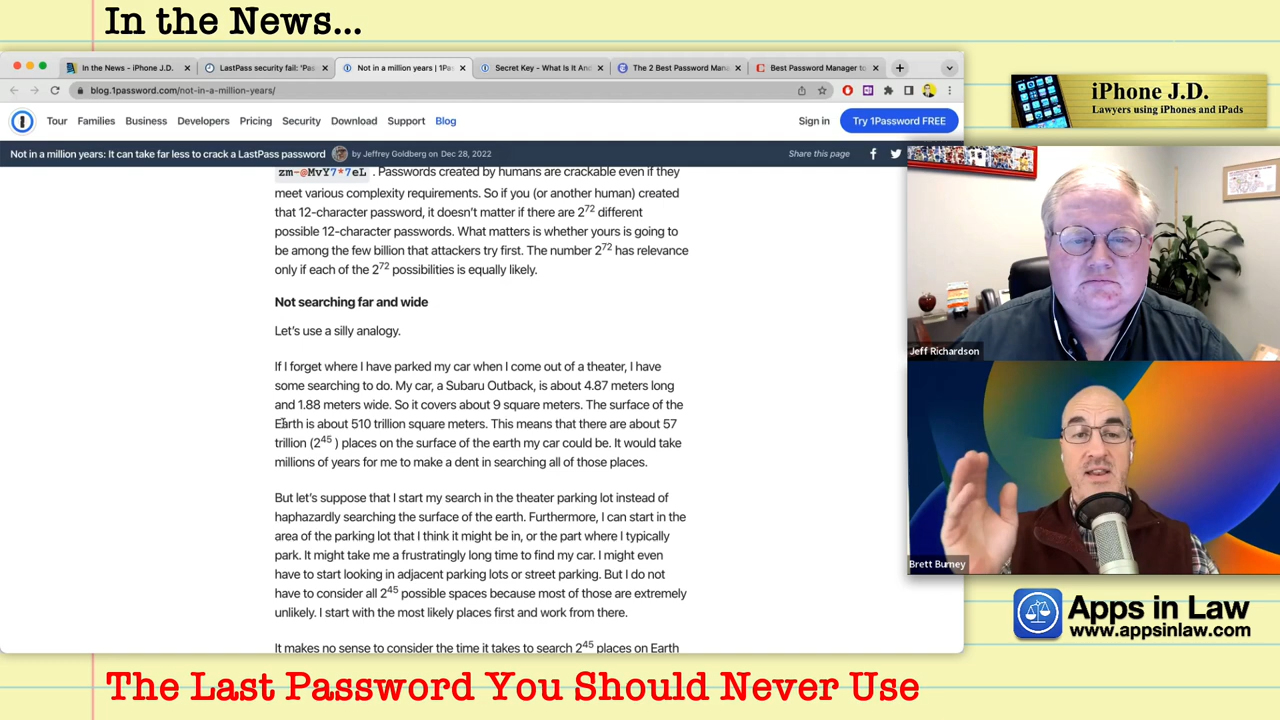 In the News...
In the News - iPhone J.D.
LastPass security fail: 'Pas
Not in a million years | 1Pas
Secret Key - What Is It An
The 2 Best Password Man
Best Password Manager to
blog.1password.com/not-in-a-million-years/
Tour Families Business Developers Pricing Security Download Support Blog
Sign in Try 1Password FREE
Not in a million years: It can take far less to crack a LastPass password by Jeffrey Goldberg on Dec 28, 2022 Share this page
zm-@MvY7*7eL . Passwords created by humans are crackable even if they
meet various complexity requirements. So if you (or another human) created
that 12-character password, it doesn't matter if there are 2⁷² different
possible 12-character passwords. What matters is whether yours is going to
be among the few billion that attackers try first. The number 2⁷² has relevance
only if each of the 2⁷² possibilities is equally likely.
Not searching far and wide
Let's use a silly analogy.
If I forget where I have parked my car when I come out of a theater, I have
some searching to do. My car, a Subaru Outback, is about 4.87 meters long
and 1.88 meters wide. So it covers about 9 square meters. The surface of the
Earth is about 510 trillion square meters. This means that there are about 57
trillion (2⁴⁵ ) places on the surface of the earth my car could be. It would take
millions of years for me to make a dent in searching all of those places.
But let's suppose that I start my search in the theater parking lot instead of
haphazardly searching the surface of the earth. Furthermore, I can start in the
area of the parking lot that I think it might be in, or the part where I typically
park. It might take me a frustratingly long time to find my car. I might even
have to start looking in adjacent parking lots or street parking. But I do not
have to consider all 2⁴⁵ possible spaces because most of those are extremely
unlikely. I start with the most likely places first and work from there.
It makes no sense to consider the time it takes to search 2⁴⁵ places on Earth
iPhone J.D.
Lawyers using iPhones and iPads
Jeff Richardson
Brett Burney
Apps in Law
www.appsinlaw.com
The Last Password You Should Never Use